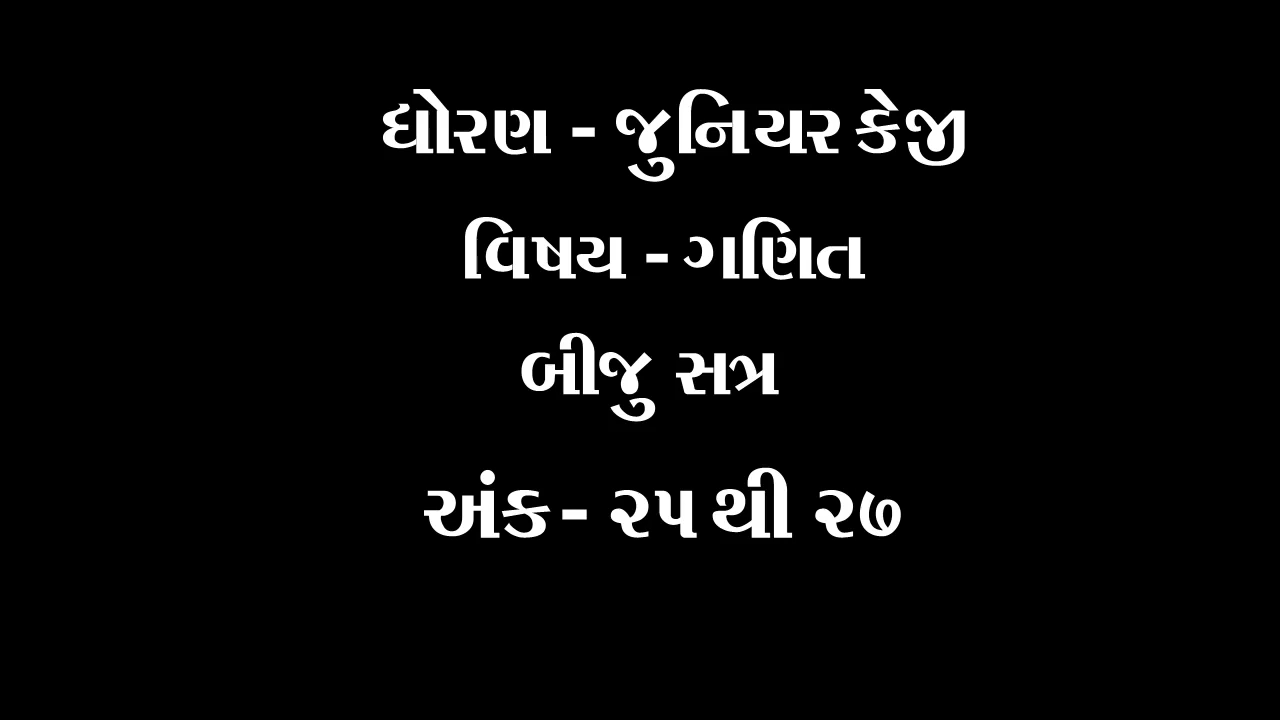 ધોરણ - જુનિયર કેજી
વિષય - ગણિત
બીજુ સત્ર
અંક - ૨૫ થી ૨૭